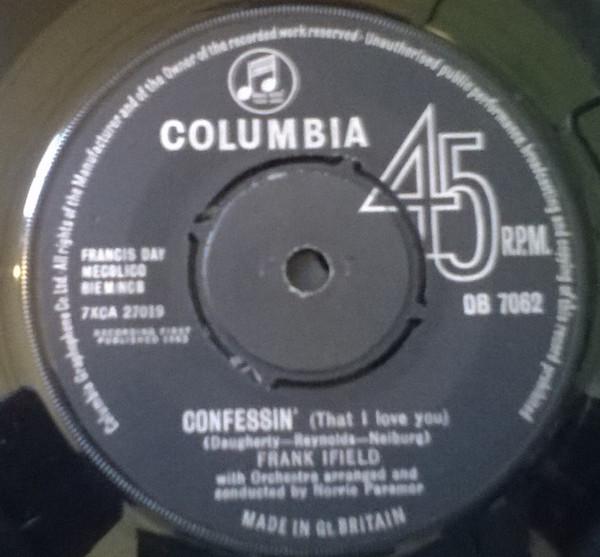 Columbia Graphophone Co. Ltd. All rights of the Manufacturer and of the Owner of the recorded work reserved · Unauthorised public performance, broadcasting and copying of this record prohibited
COLUMBIA
45
R.P.M.
FRANCIS DAY
MECOLICO
BIEM/NCB
7XCA 27019
RECORDING FIRST
PUBLISHED 1963
DB 7062
CONFESSIN' (That I love you)
(Daugherty—Reynolds—Neiburg)
FRANK IFIELD
with Orchestra arranged and
conducted by Norrie Paramor
MADE IN Gt. BRITAIN